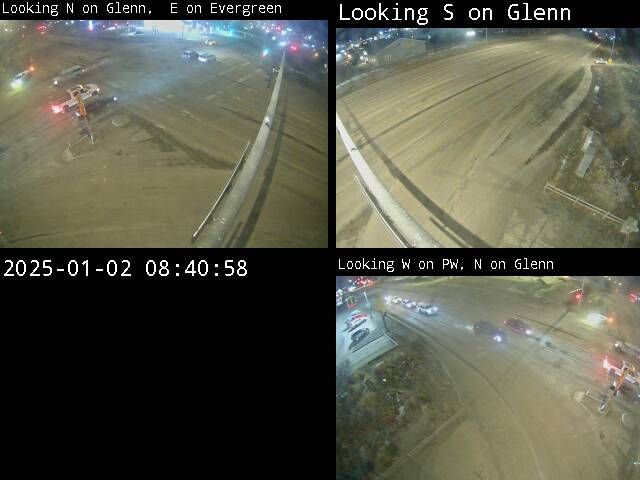 Looking N on Glenn,  E on Evergreen
Looking S on Glenn
2025-01-02 08:40:58
Looking W on PW, N on Glenn